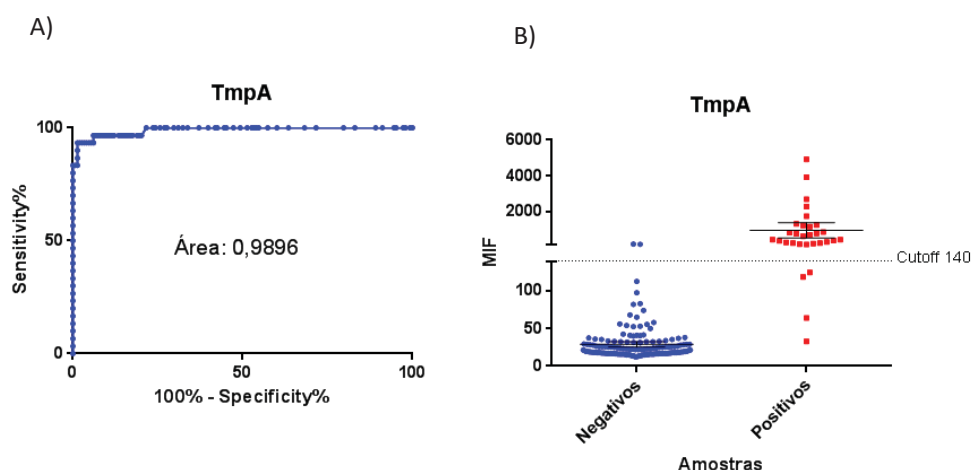 A)
TmpA
100
50
0
Sensitivity%
Área: 0,9896
0
50
100
100% - Specificity%
B)
TmpA
6000
4000
2000
100
50
0
MIF
Cutoff 140
Negativos
Positivos
Amostras